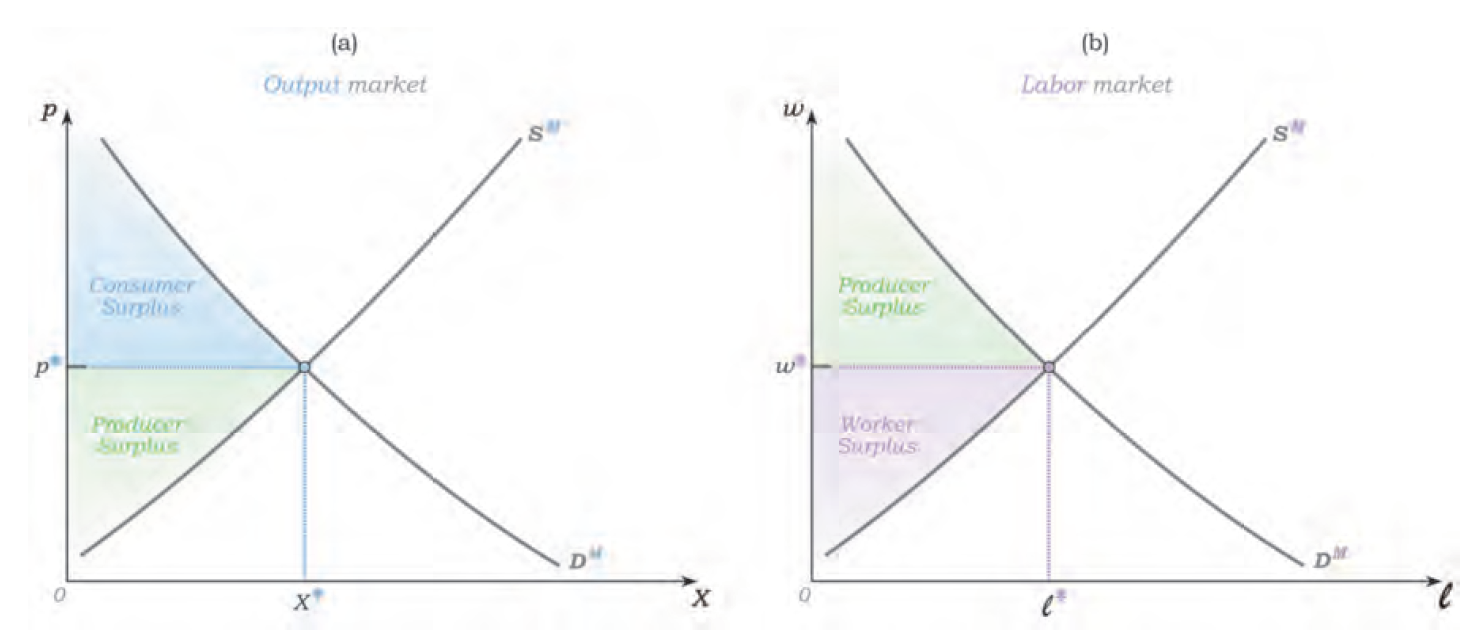 (a)
Output market
p
S^M
Consumer
Surplus
p*
Producer
Surplus
D^M
0
X*
X
(b)
Labor market
w
S^M
Producer
Surplus
w*
Worker
Surplus
D^M
0
ℓ*
ℓ